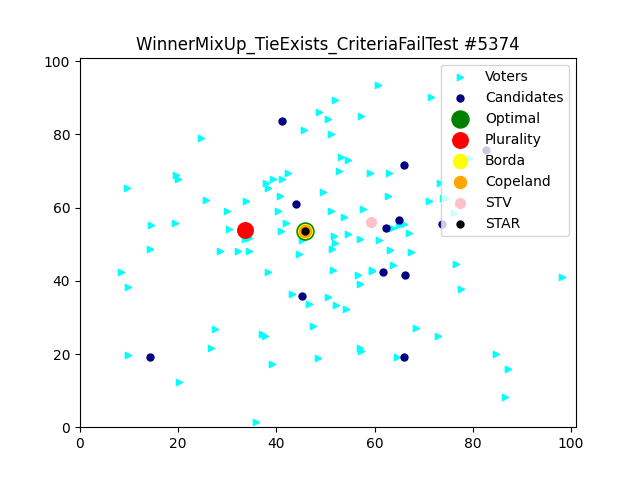 WinnerMixUp_TieExists_CriteriaFailTest #5374
100
80
60
40
20
0
0 20 40 60 80 100
Voters
Candidates
Optimal
Plurality
Borda
Copeland
STV
STAR